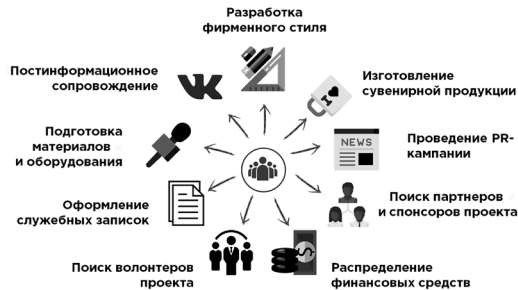 Разработка
фирменного стиля
Изготовление
сувенирной продукции
NEWS
Проведение PR-
кампании
Поиск партнеров
и спонсоров проекта
Распределение
финансовых средств
Поиск волонтеров
проекта
Оформление
служебных записок
Подготовка
материалов
и оборудования
Постинформационное
сопровождение